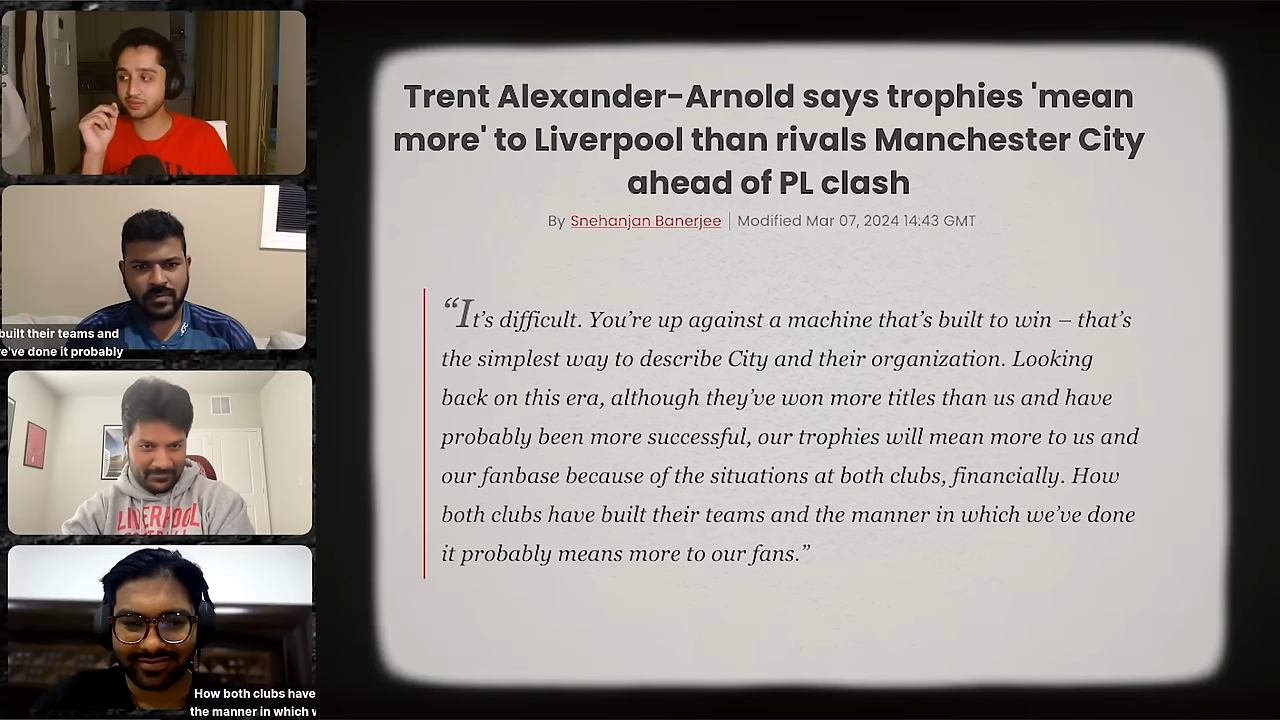 Trent Alexander-Arnold says trophies 'mean
more' to Liverpool than rivals Manchester City
ahead of PL clash
By Snehanjan Banerjee | Modified Mar 07, 2024 14:43 GMT
“It’s difficult. You’re up against a machine that’s built to win – that’s
the simplest way to describe City and their organization. Looking
back on this era, although they’ve won more titles than us and have
probably been more successful, our trophies will mean more to us and
our fanbase because of the situations at both clubs, financially. How
both clubs have built their teams and the manner in which we’ve done
it probably means more to our fans.”
built their teams and
've done it probably
LIVERPOOL
How both clubs have
the manner in which